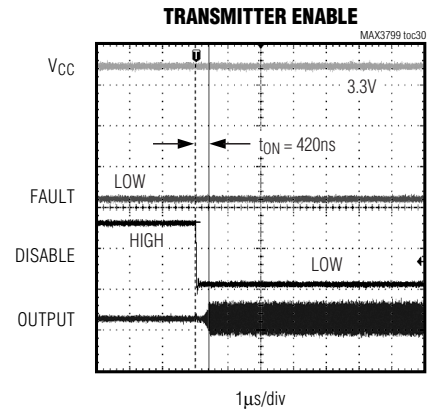 TRANSMITTER ENABLE
MAX3799 toc30
T
VCC
3.3V
tON = 420ns
LOW
FAULT
HIGH
DISABLE
LOW
OUTPUT
1µs/div